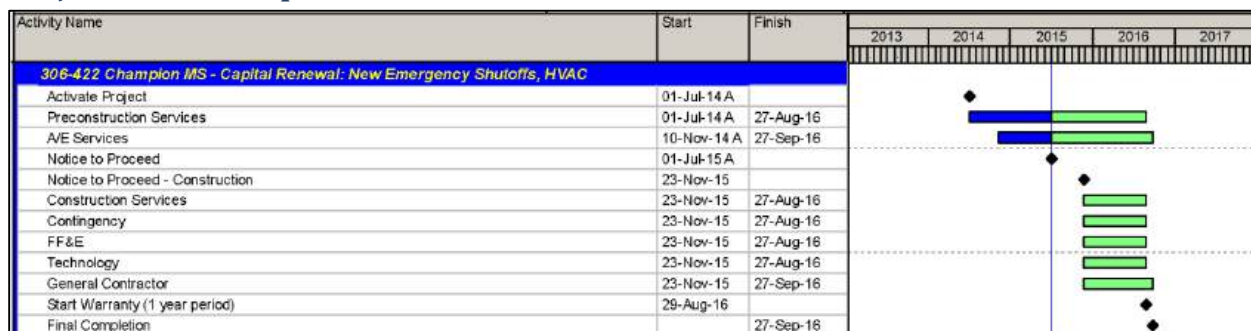 Activity Name Start Finish
2013 2014 2015 2016 2017
306-422 Champion MS - Capital Renewal: New Emergency Shutoffs, HVAC
Activate Project 01-Jul-14 A
Preconstruction Services 01-Jul-14 A 27-Aug-16
A/E Services 10-Nov-14 A 27-Sep-16
Notice to Proceed 01-Jul-15 A
Notice to Proceed - Construction 23-Nov-15
Construction Services 23-Nov-15 27-Aug-16
Contingency 23-Nov-15 27-Aug-16
FF&E 23-Nov-15 27-Aug-16
Technology 23-Nov-15 27-Aug-16
General Contractor 23-Nov-15 27-Sep-16
Start Warranty (1 year period) 29-Aug-16
Final Completion 27-Sep-16